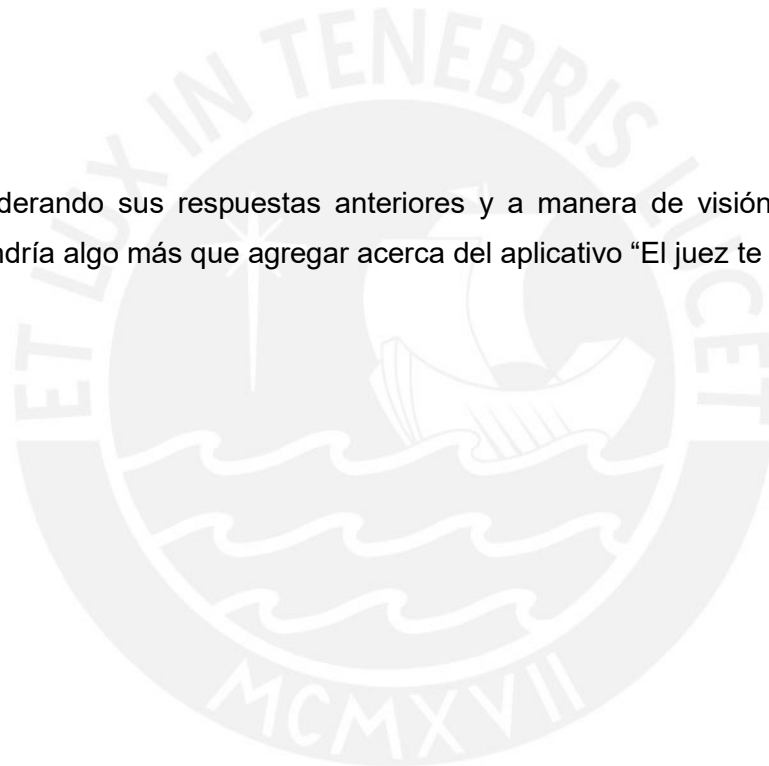 ET LUX IN TENEBRIS LUCET
derando sus respuestas anteriores y a manera de visión
ndría algo más que agregar acerca del aplicativo “El juez te
MCMXVII